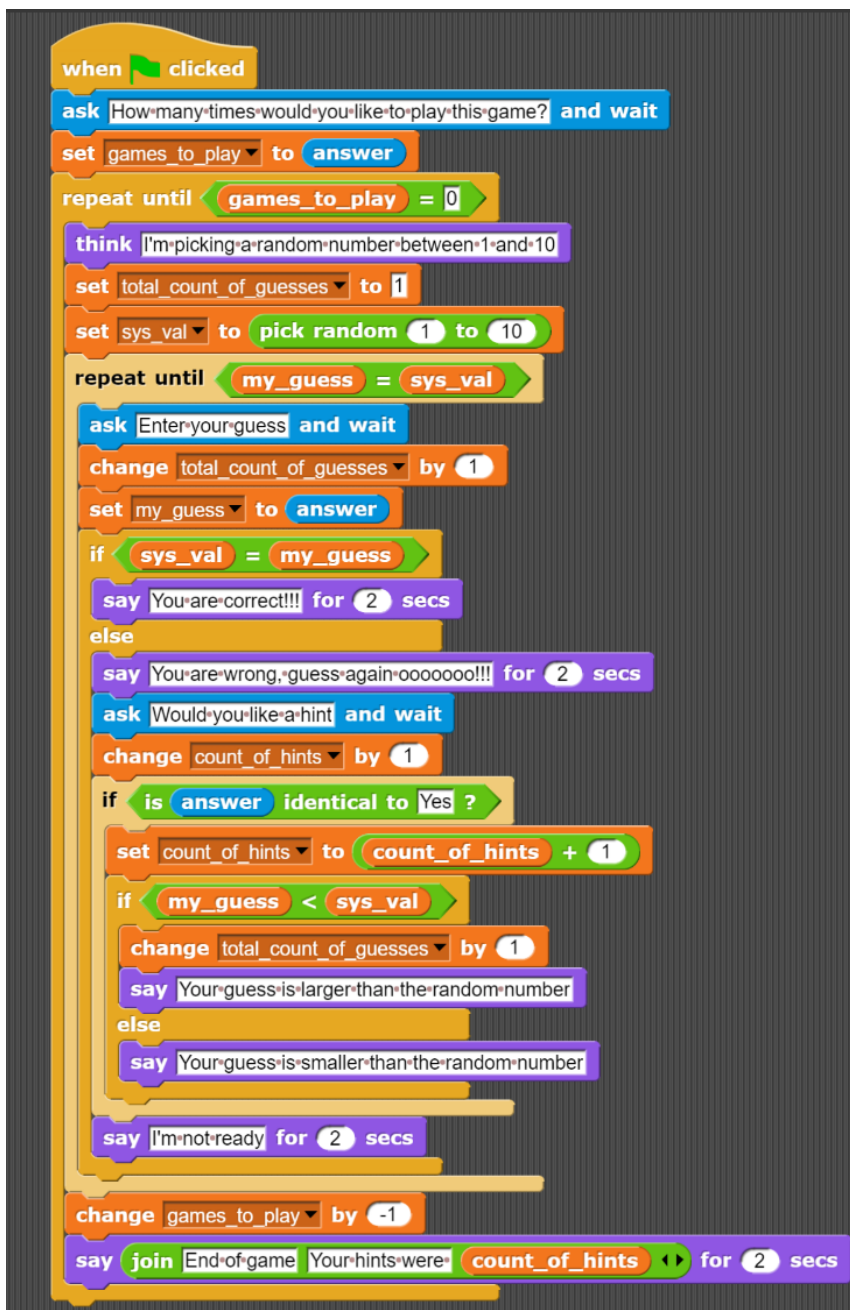 when clicked
ask How many times would you like to play this game? and wait
set games_to_play to answer
repeat until games_to_play = 0
think I'm picking a random number between 1 and 10
set total_count_of_guesses to 1
set sys_val to pick random 1 to 10
repeat until my_guess = sys_val
ask Enter your guess and wait
change total_count_of_guesses by 1
set my_guess to answer
if sys_val = my_guess
say You are correct!!! for 2 secs
else
say You are wrong, guess again ooooooo!!! for 2 secs
ask Would you like a hint and wait
change count_of_hints by 1
if is answer identical to Yes ?
set count_of_hints to count_of_hints + 1
if my_guess < sys_val
change total_count_of_guesses by 1
say Your guess is larger than the random number
else
say Your guess is smaller than the random number
say I'm not ready for 2 secs
change games_to_play by -1
say join End of game Your hints were count_of_hints for 2 secs